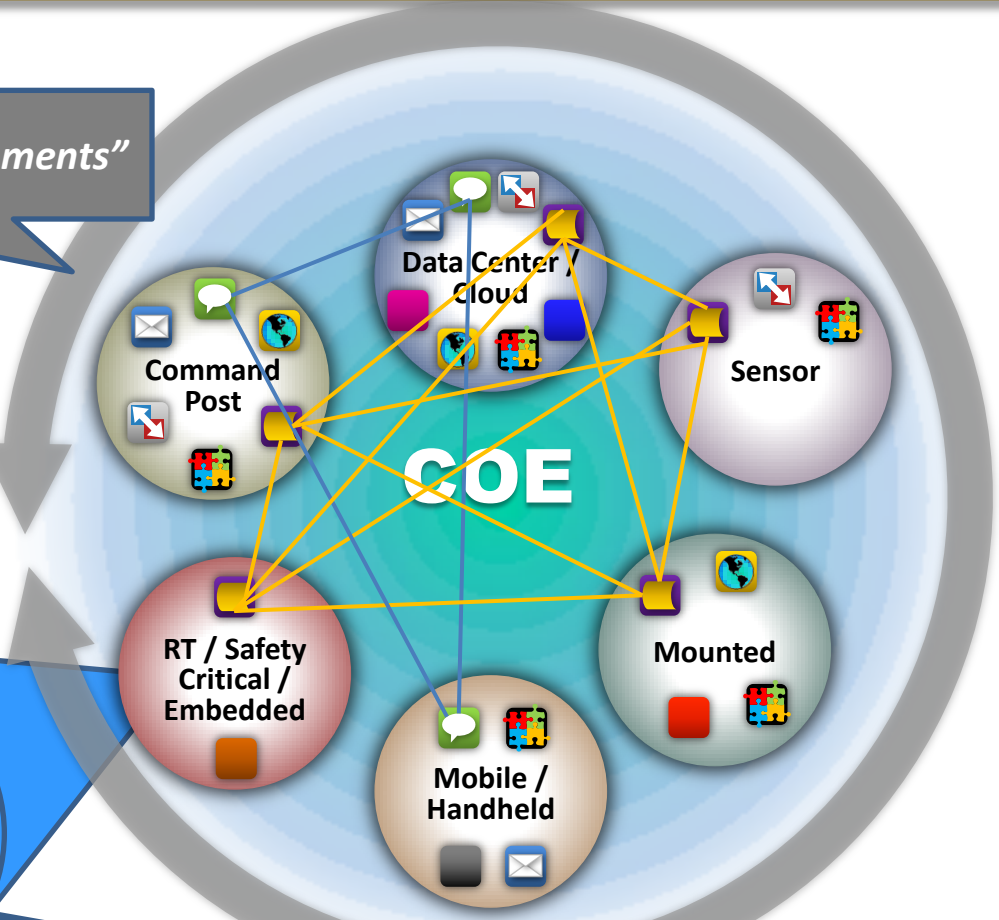 ments”
Data Center /
Cloud
Command
Post
Sensor
COE
RT / Safety
Critical /
Embedded
Mounted
Mobile /
Handheld